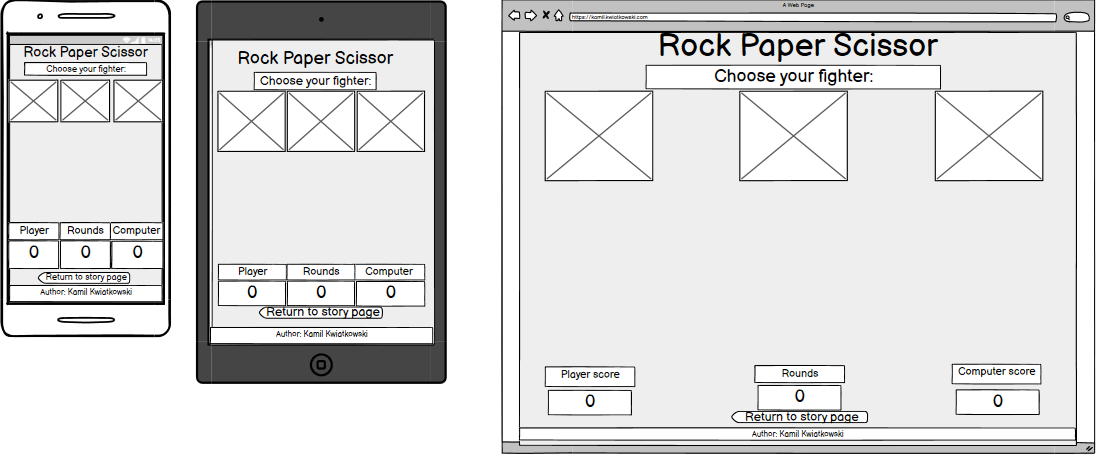 Rock Paper Scissor
Choose your fighter:
Player Rounds Computer
0 0 0
Return to story page
Author: Kamil Kwiatkowski
Rock Paper Scissor
Choose your fighter:
Player Rounds Computer
0 0 0
Return to story page
Author: Kamil Kwiatkowski
A Web Page
https://kamil.kwiatkowski.com
Rock Paper Scissor
Choose your fighter:
Player score Rounds Computer score
0 0 0
Return to story page
Author: Kamil Kwiatkowski